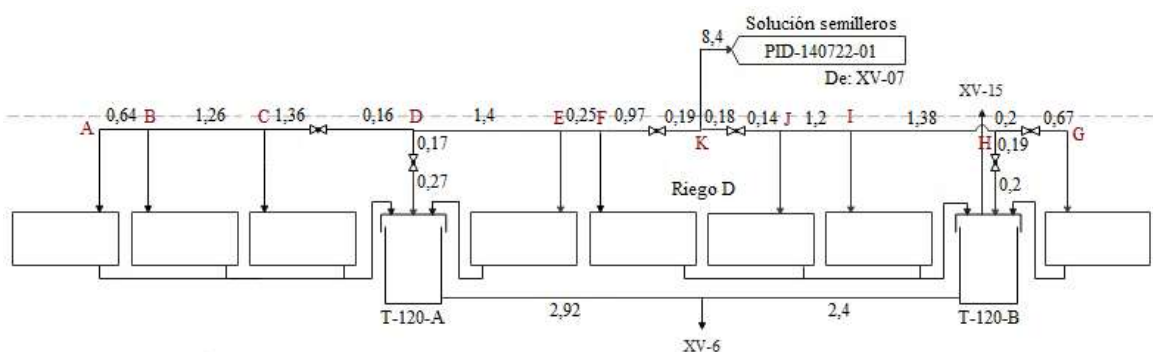 Solución semilleros
8,4
PID-140722-01
De: XV-07
XV-15
0,64 B 1,26 C 1,36 0,16 D 1,4 E 0,25 F 0,97 0,19 0,18 0,14 J 1,2 I 1,38 0,2 0,67
A K H G
0,17 0,19
0,27 Riego D 0,2
T-120-A 2,92 2,4 T-120-B
XV-6